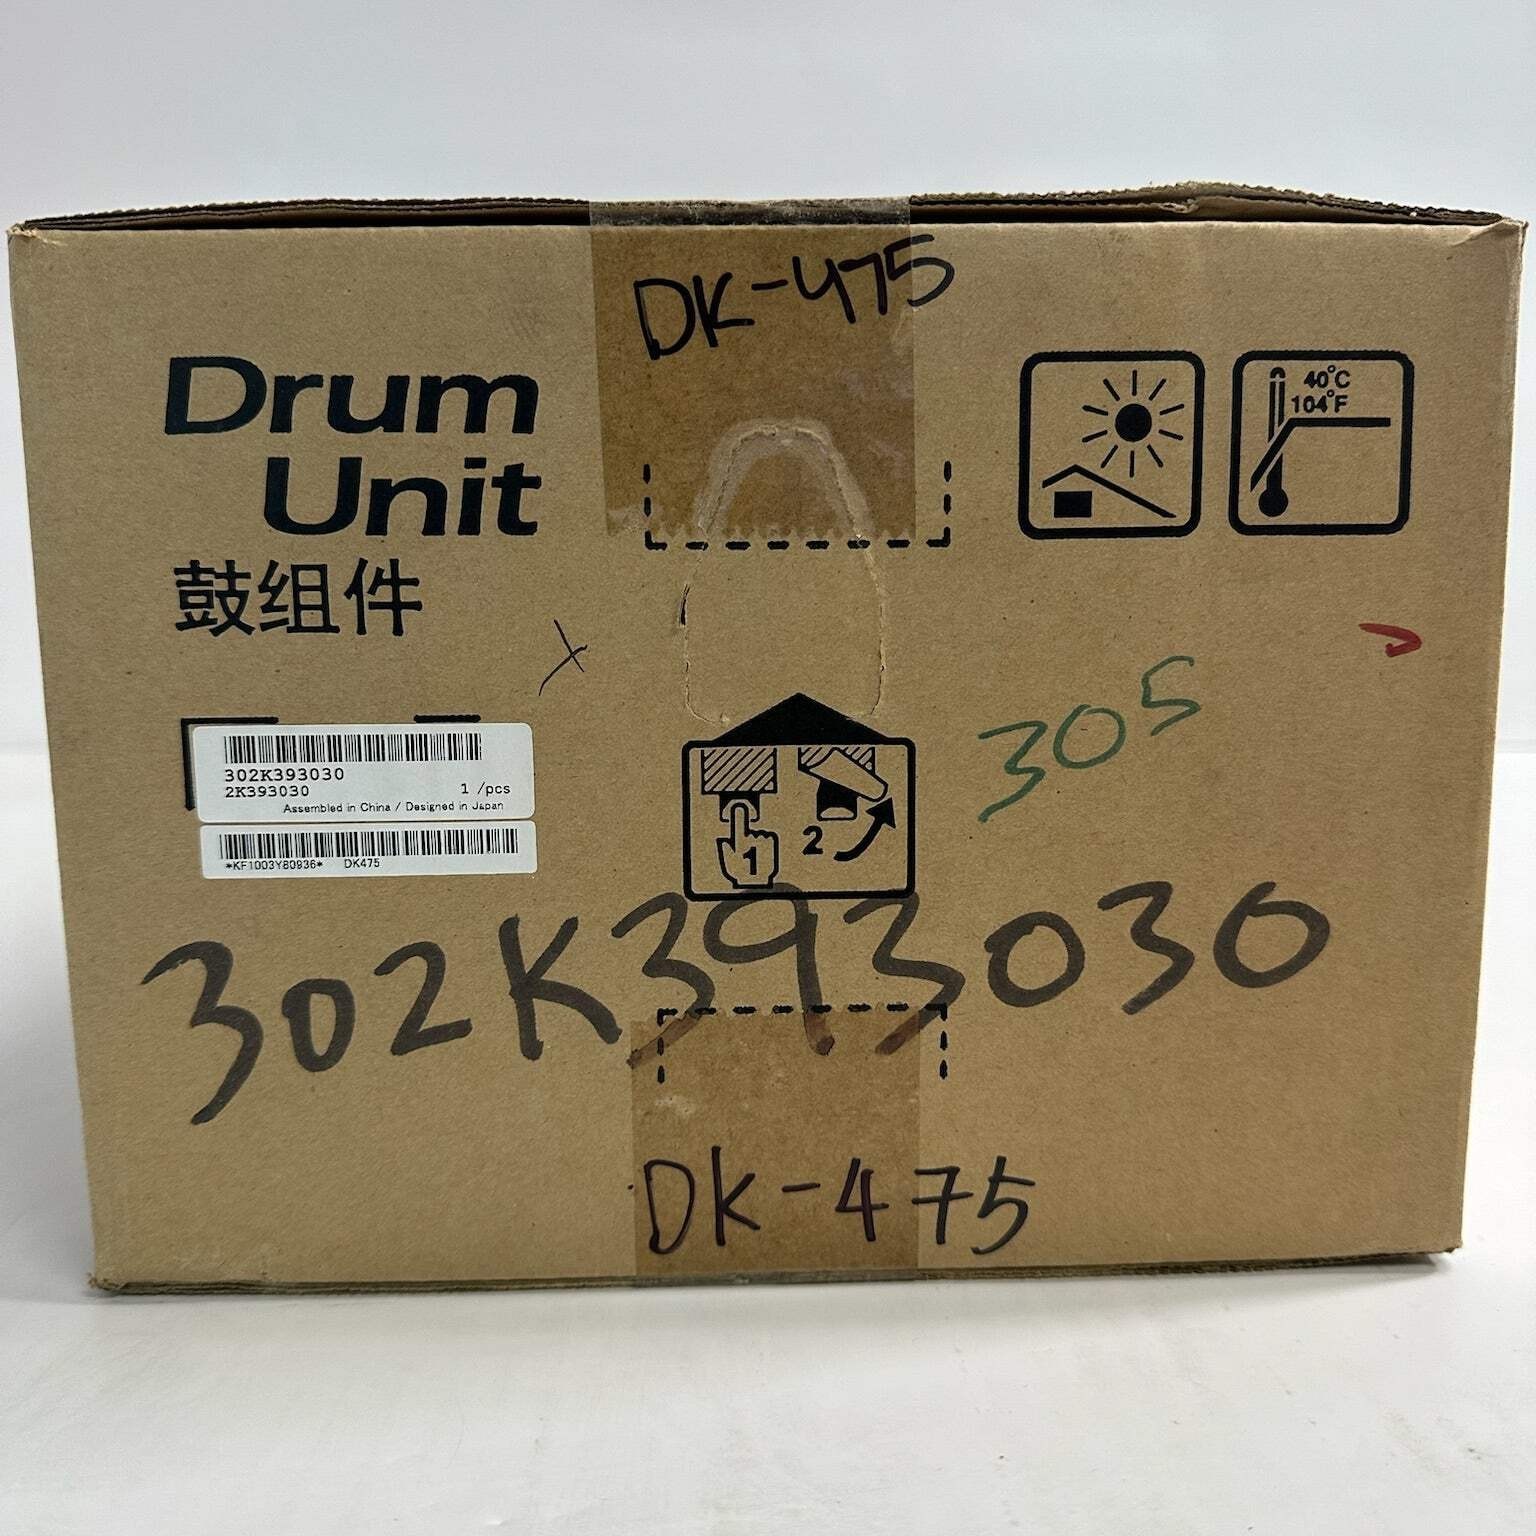 DK-475
Drum
Unit
鼓组件
40°C
104°F
302K393030
2K393030 1 /pcs
Assembled in China / Designed in Japan
*KF1003Y80936* DK475
1
2
305
302K393030
DK-475